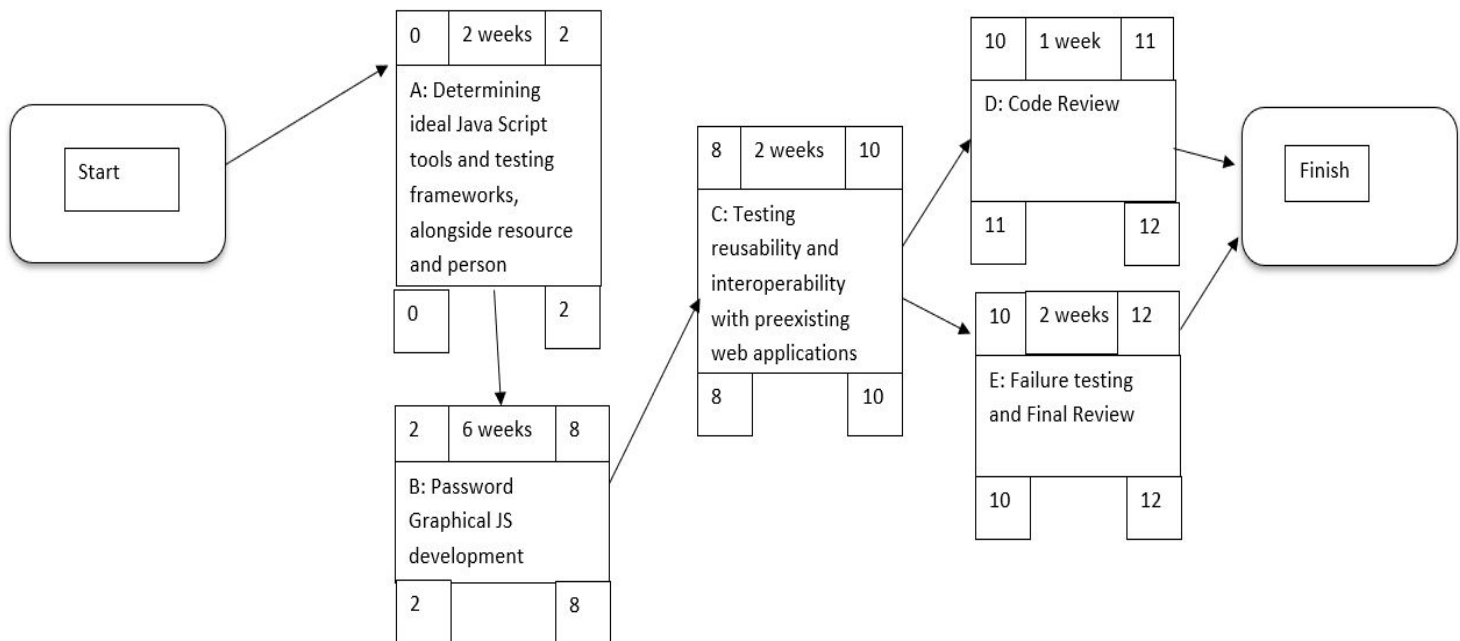 Start
0 2 weeks 2
A: Determining
ideal Java Script
tools and testing
frameworks,
alongside resource
and person
0 2
2 6 weeks 8
B: Password
Graphical JS
development
2 8
8 2 weeks 10
C: Testing
reusability and
interoperability
with preexisting
web applications
8 10
10 1 week 11
D: Code Review
11 12
10 2 weeks 12
E: Failure testing
and Final Review
10 12
Finish